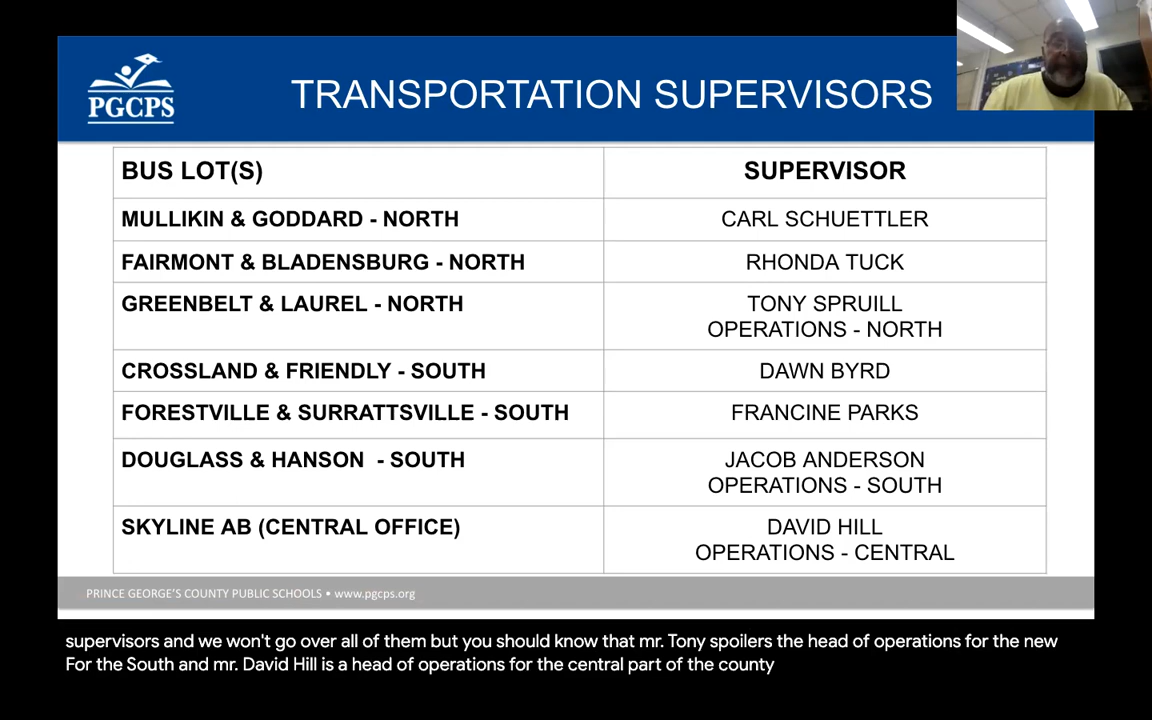 PGCPS
TRANSPORTATION SUPERVISORS
BUS LOT(S)
SUPERVISOR
MULLIKIN & GODDARD - NORTH
CARL SCHUETTLER
FAIRMONT & BLADENSBURG - NORTH
RHONDA TUCK
GREENBELT & LAUREL - NORTH
TONY SPRUILL
OPERATIONS - NORTH
CROSSLAND & FRIENDLY - SOUTH
DAWN BYRD
FORESTVILLE & SURRATTSVILLE - SOUTH
FRANCINE PARKS
DOUGLASS & HANSON - SOUTH
JACOB ANDERSON
OPERATIONS - SOUTH
SKYLINE AB (CENTRAL OFFICE)
DAVID HILL
OPERATIONS - CENTRAL
PRINCE GEORGE'S COUNTY PUBLIC SCHOOLS • www.pgcps.org
supervisors and we won't go over all of them but you should know that mr. Tony spoilers the head of operations for the new
For the South and mr. David Hill is a head of operations for the central part of the county